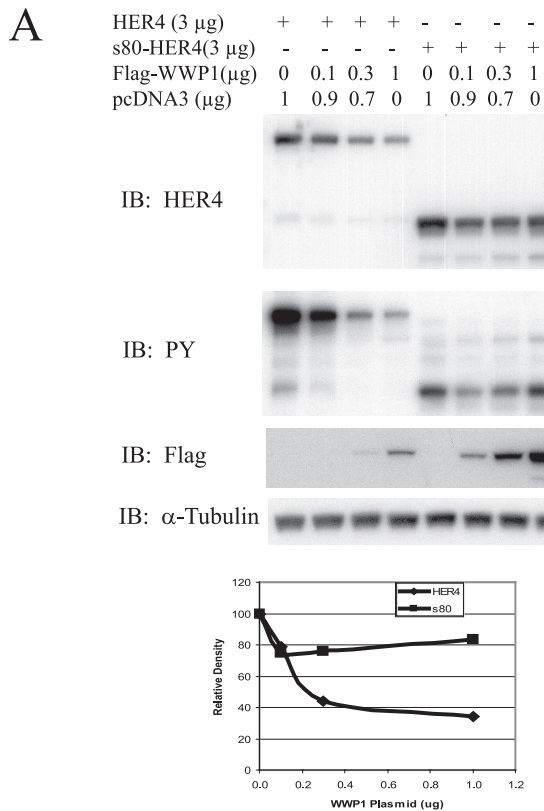 A
HER4 (3 µg) + + + + - - - -
s80-HER4(3 µg) - - - - + + + +
Flag-WWP1(µg) 0 0.1 0.3 1 0 0.1 0.3 1
pcDNA3 (µg) 1 0.9 0.7 0 1 0.9 0.7 0
IB: HER4
IB: PY
IB: Flag
IB: α-Tubulin
120
100
80
60
40
20
0
Relative Density
HER4
s80
0.0 0.2 0.4 0.6 0.8 1.0
WWP1 Plasmid (ug)